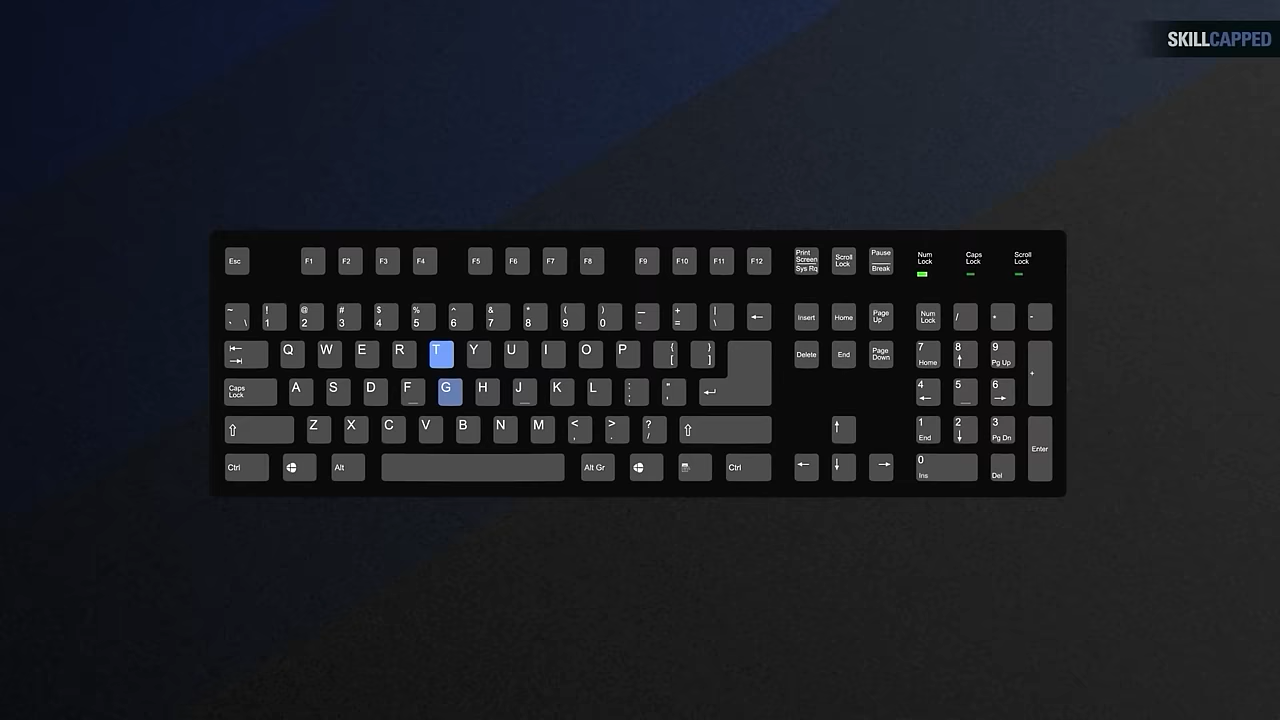 SKILLCAPPED
Esc F1 F2 F3 F4 F5 F6 F7 F8 F9 F10 F11 F12 Print Screen Sys Rq Scroll Lock Pause Break Num Lock Caps Lock Scroll Lock
~ ` \ ! 1 @ 2 # 3 $ 4 % 5 ^ 6 & 7 * 8 ( 9 ) 0 — - + = | \ ← Insert Home Page Up Num Lock / * -
⇤ ⇥ Q W E R T Y U I O P { [ } ] Delete End Page Down 7 Home 8 ↑ 9 Pg Up +
Caps Lock A S D F _ G H J _ K L : ; " ' ↵ 4 ← 5 _ 6 →
⇧ Z X C V B N M < , > . ? / ⇧ ↑ 1 End 2 ↓ 3 Pg Dn Enter
Ctrl Alt Alt Gr Ctrl ← ↓ → 0 Ins Del